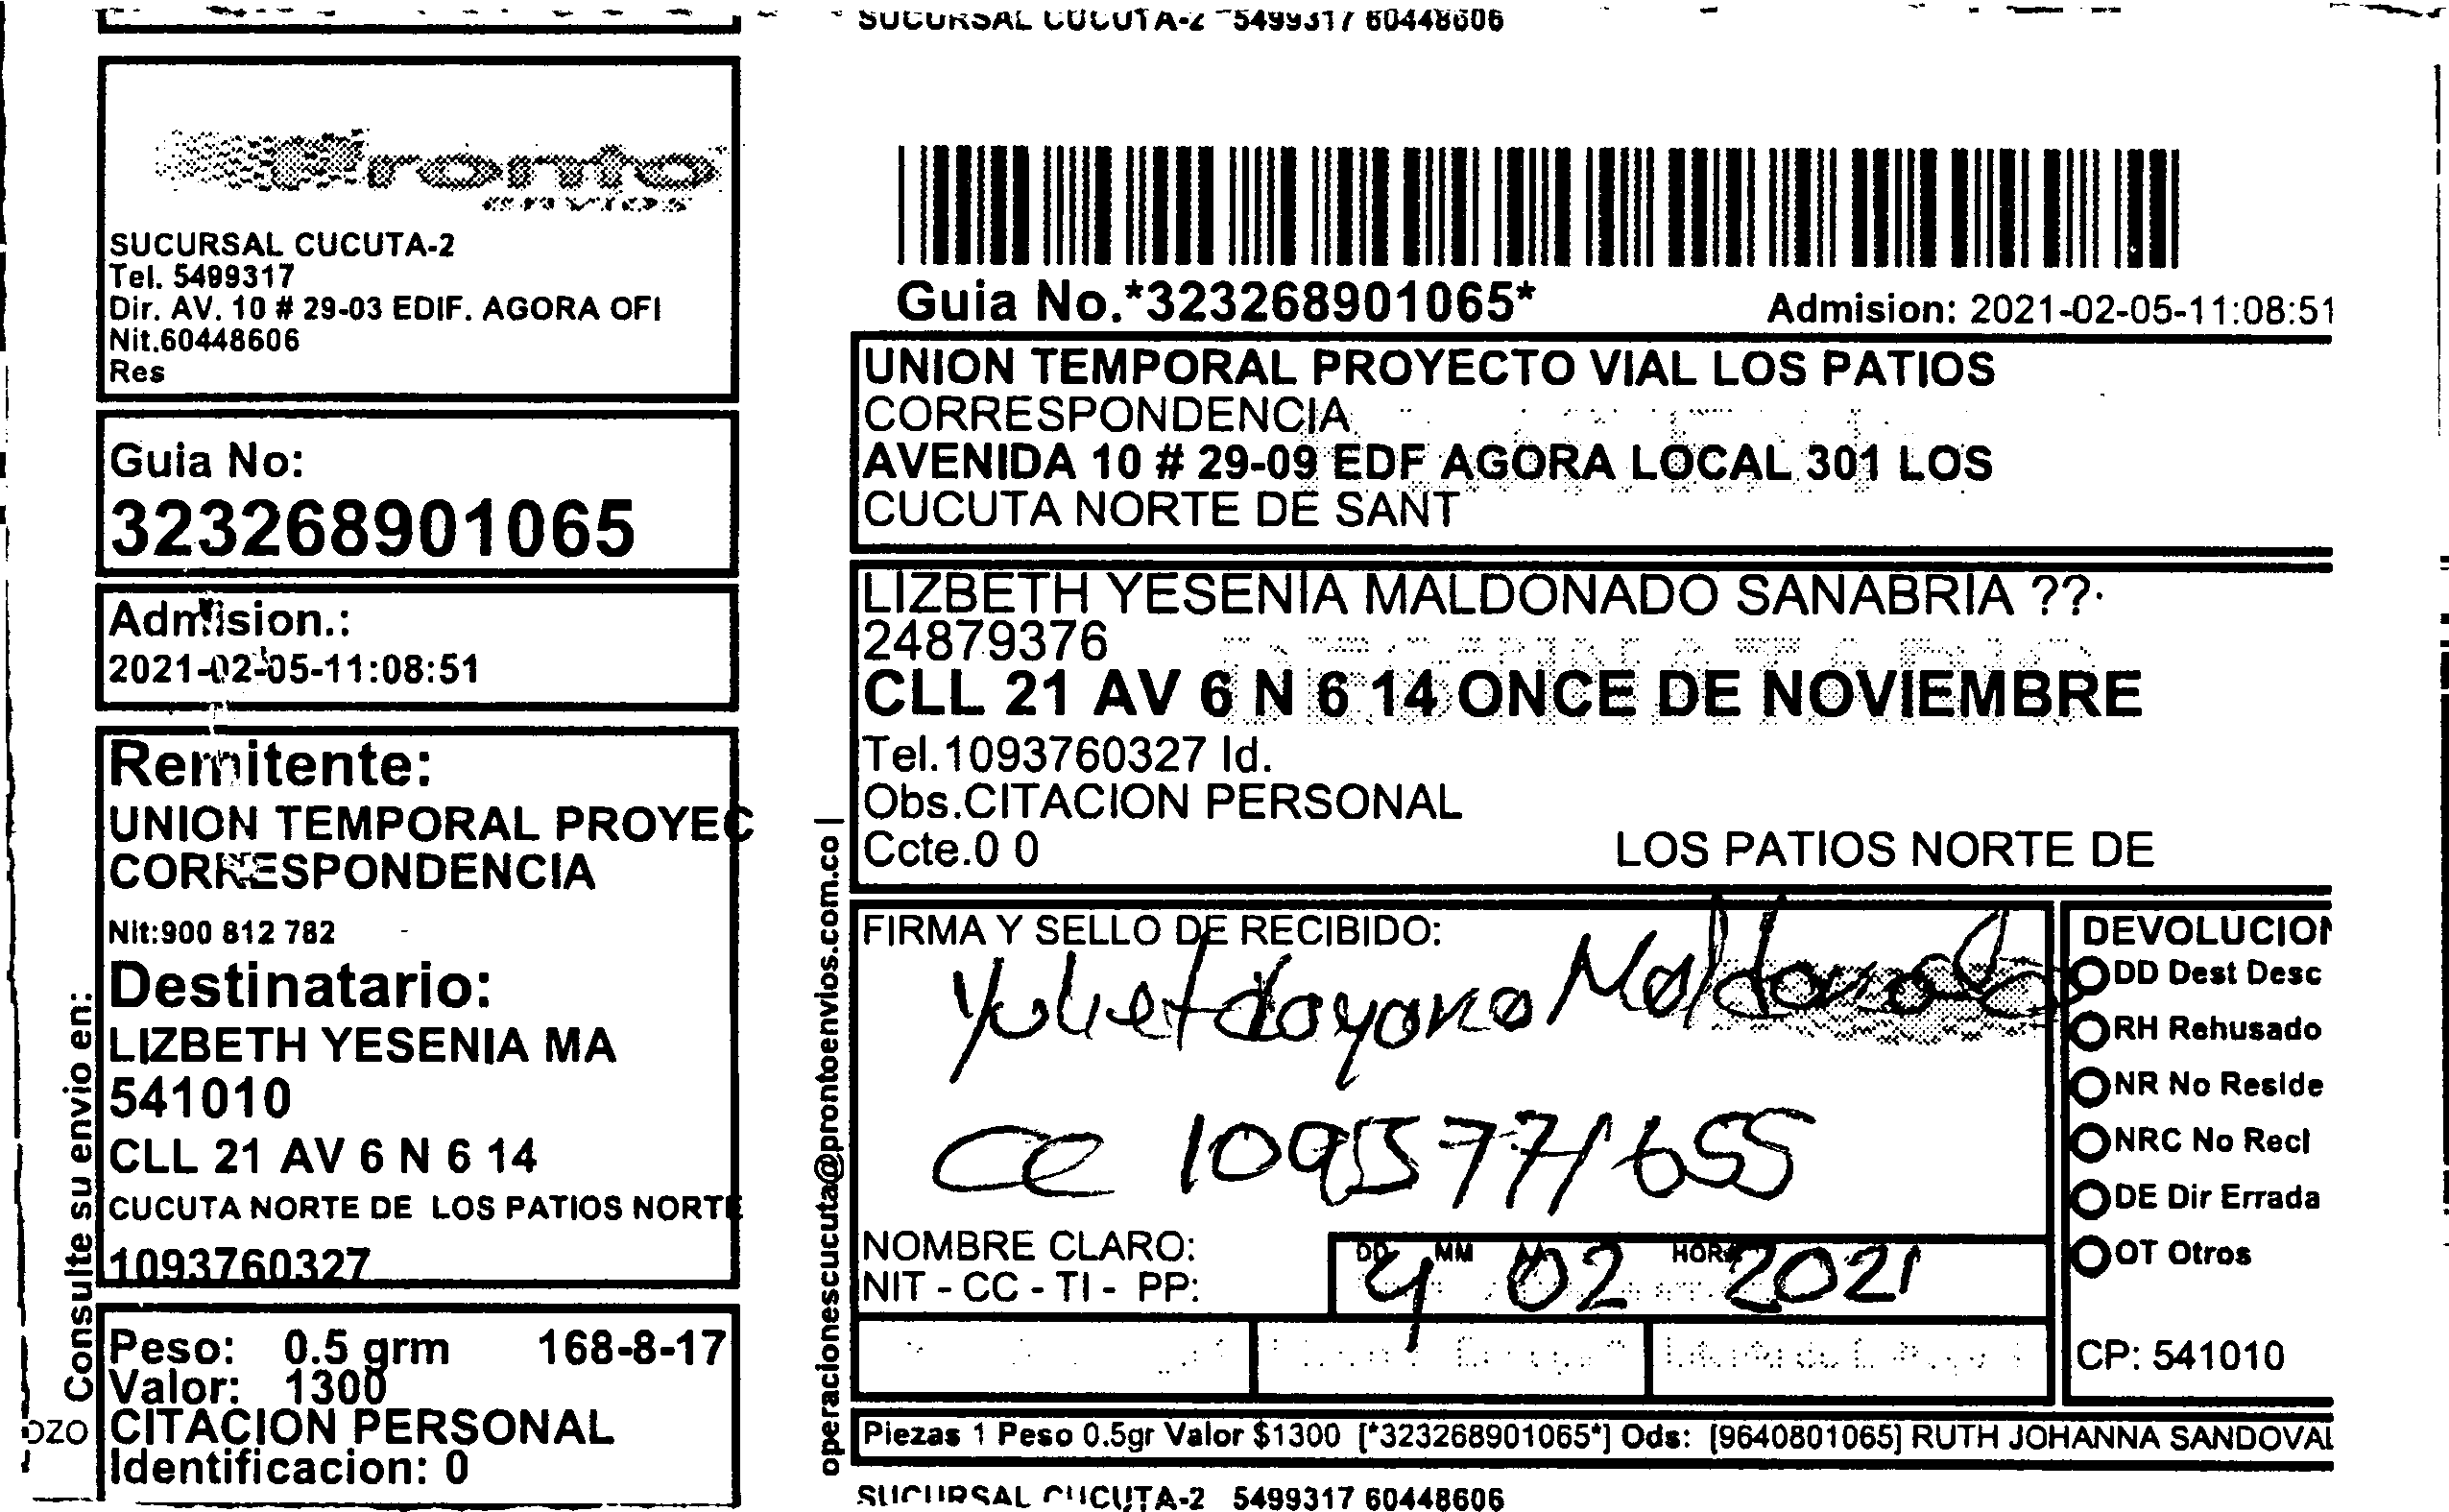 SUCURSAL CUCUTA-2 5499317 60448606
Pronto
envios
SUCURSAL CUCUTA-2
Tel. 5499317
Dir. AV. 10 # 29-03 EDIF. AGORA OFI
Nit.60448606
Res
Guia No:
323268901065
Admision.:
2021-02-05-11:08:51
Remitente:
UNION TEMPORAL PROYEC
CORRESPONDENCIA
Nit:900 812 782
Destinatario:
LIZBETH YESENIA MA
541010
CLL 21 AV 6 N 6 14
CUCUTA NORTE DE LOS PATIOS NORTE
1093760327
Peso: 0.5 grm 168-8-17
Valor: 1300
CITACION PERSONAL
Identificacion: 0
Consulte su envio en:
operacionescucuta@prontoenvios.com.co |
Guia No.*323268901065* Admision: 2021-02-05-11:08:51
UNION TEMPORAL PROYECTO VIAL LOS PATIOS
CORRESPONDENCIA
AVENIDA 10 # 29-09 EDF AGORA LOCAL 301 LOS
CUCUTA NORTE DE SANT
LIZBETH YESENIA MALDONADO SANABRIA ??
24879376
CLL 21 AV 6 N 6 14 ONCE DE NOVIEMBRE
Tel.1093760327 Id.
Obs.CITACION PERSONAL
Ccte.0 0 LOS PATIOS NORTE DE
FIRMA Y SELLO DE RECIBIDO:
Maldonado
NOMBRE CLARO:
NIT - CC - TI - PP:
DD MM AA HORA
02 2021
DEVOLUCION
DD Dest Desc
RH Rehusado
NR No Reside
NRC No Recl
DE Dir Errada
OT Otros
CP: 541010
Piezas 1 Peso 0.5gr Valor $1300 [*323268901065*] Ods: [9640801065] RUTH JOHANNA SANDOVAL
SUCURSAL CUCUTA-2 5499317 60448606